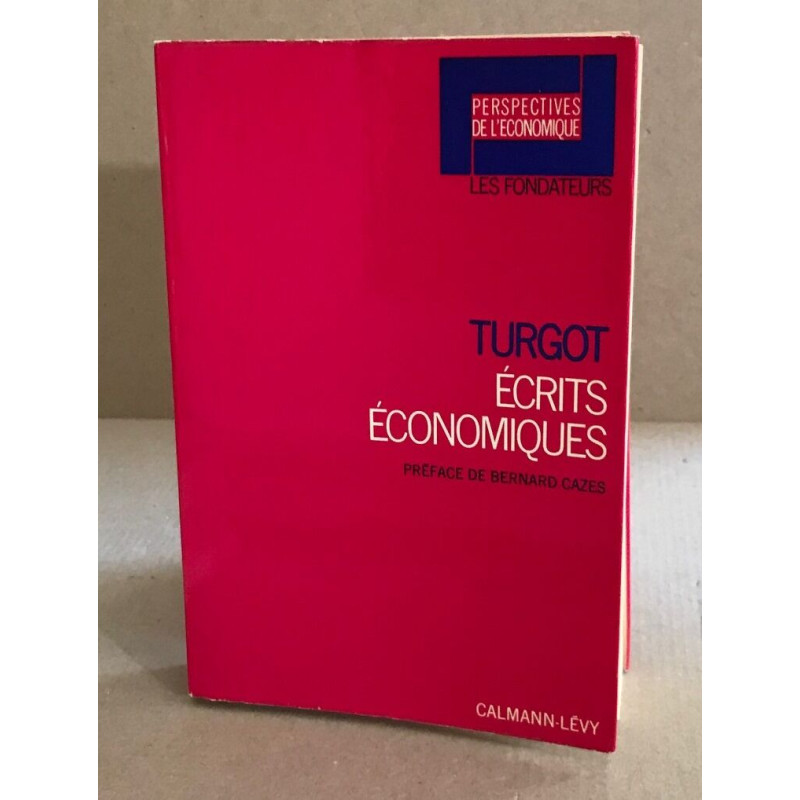 PERSPECTIVES
DE L'ECONOMIQUE
LES FONDATEURS
TURGOT
ÉCRITS
ÉCONOMIQUES
PRÉFACE DE BERNARD CAZES
CALMANN-LÉVY